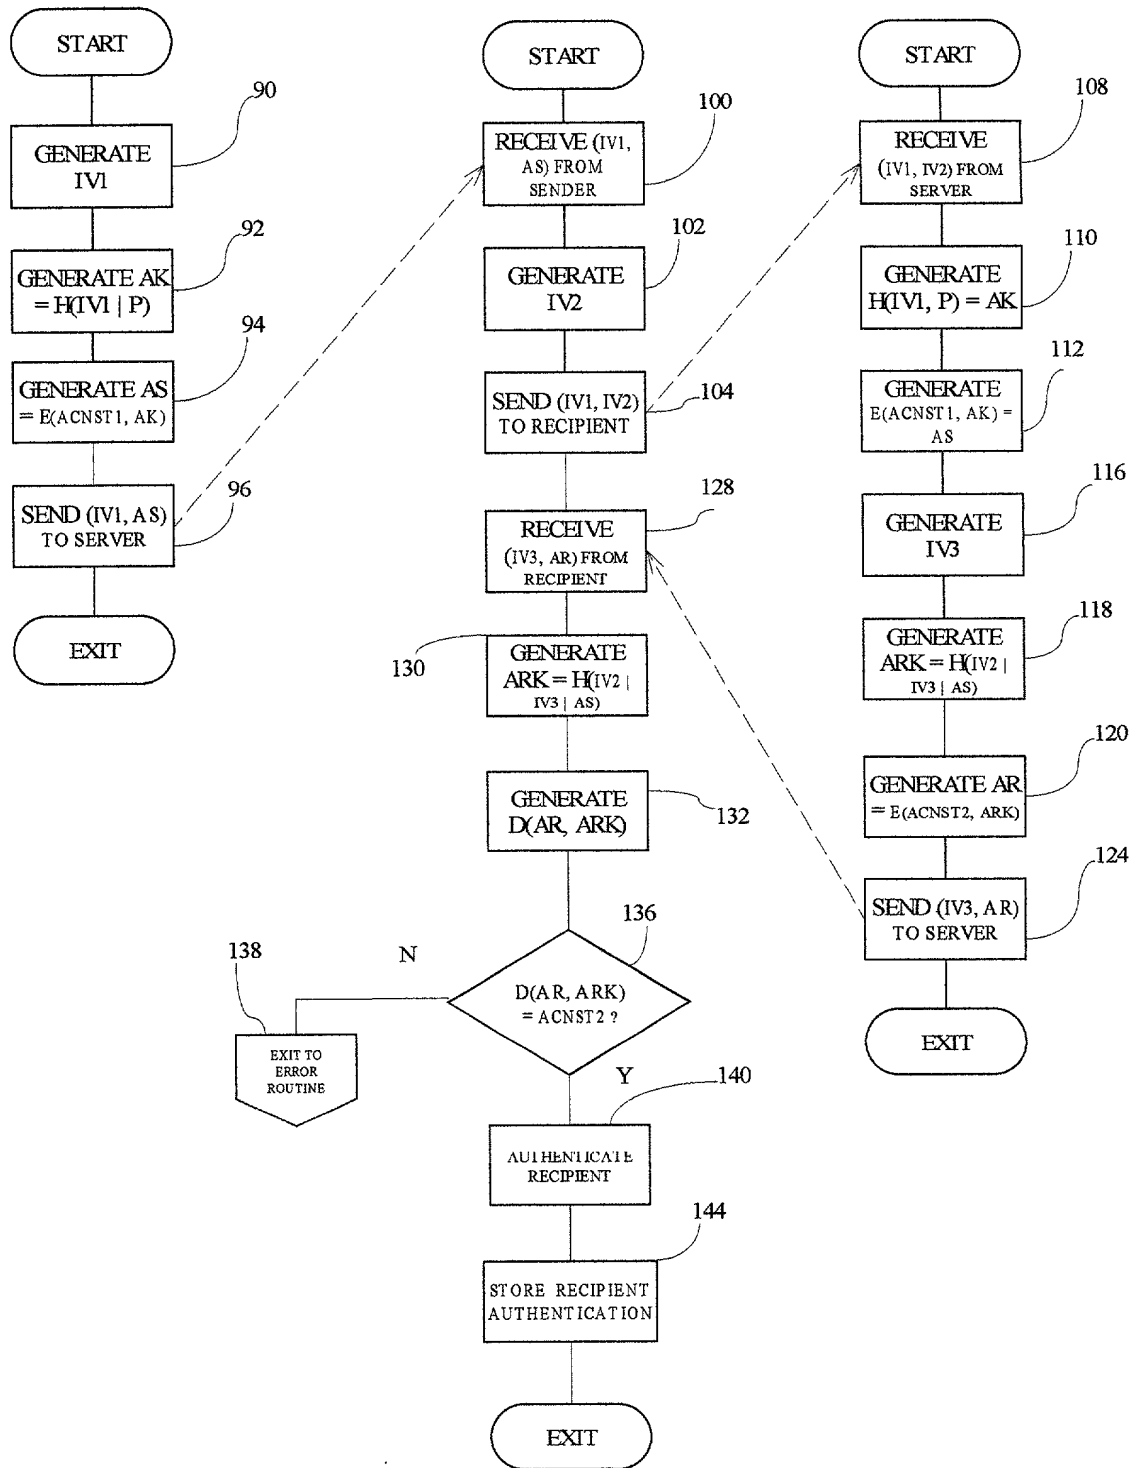 START
90
GENERATE
IV1
92
GENERATE AK
= H(IV1 | P)
94
GENERATE AS
= E(ACNST1, AK)
96
SEND (IV1, AS)
TO SERVER
EXIT
START
100
RECEIVE (IV1,
AS) FROM
SENDER
102
GENERATE
IV2
SEND (IV1, IV2)
TO RECIPIENT
104
128
RECEIVE
(IV3, AR) FROM
RECIPIENT
130
GENERATE
ARK = H(IV2 |
IV3 | AS)
GENERATE
D(AR, ARK)
132
136
N
138
D(AR, ARK)
= ACNST2 ?
EXIT TO
ERROR
ROUTINE
Y
140
AUTHENTICATE
RECIPIENT
144
STORE RECIPIENT
AUTHENTICATION
EXIT
START
108
RECEIVE
(IV1, IV2) FROM
SERVER
110
GENERATE
H(IV1, P) = AK
112
GENERATE
E(ACNST1, AK) =
AS
116
GENERATE
IV3
118
GENERATE
ARK = H(IV2 |
IV3 | AS)
120
GENERATE AR
= E(ACNST2, ARK)
124
SEND (IV3, AR)
TO SERVER
EXIT